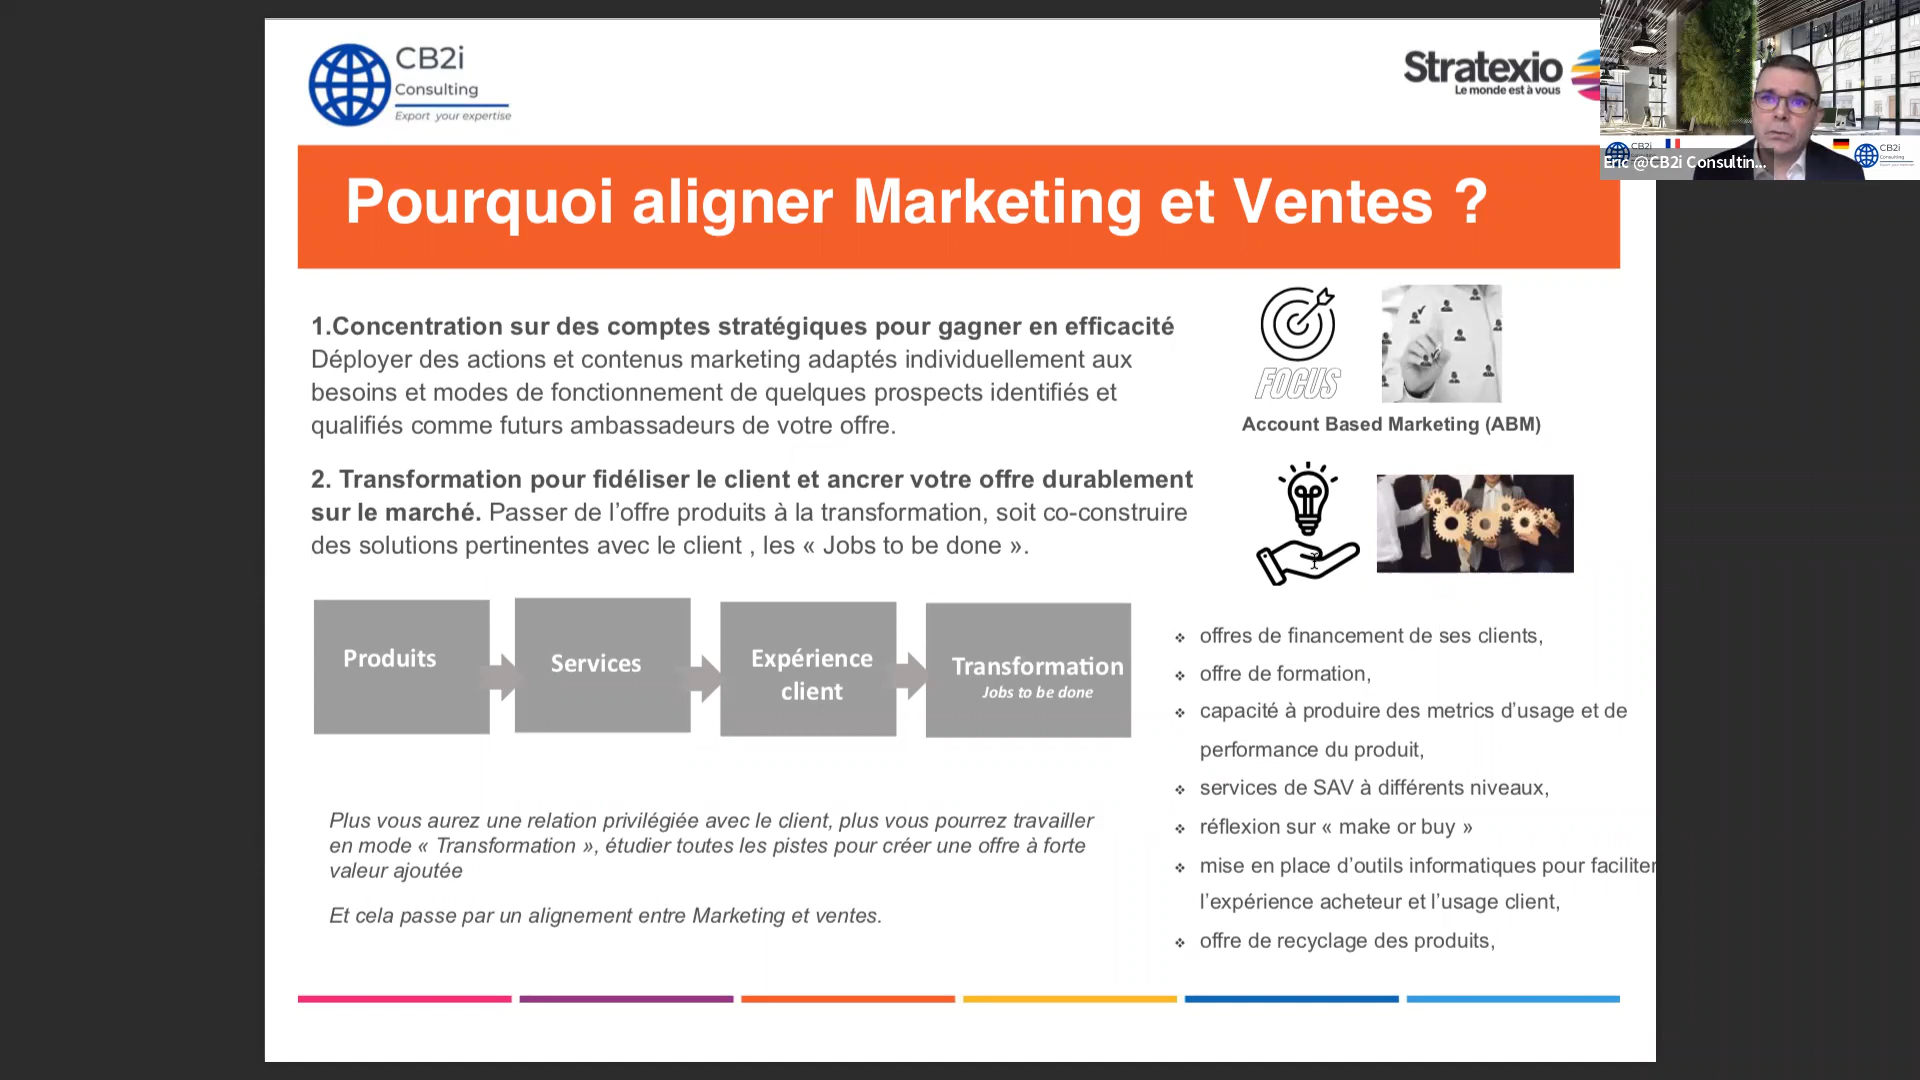 CB2i
Consulting
Export your expertise
Stratexio
Le monde est à vous
CB2i
CB2i
Consulting
Eric @CB2i Consultin...
Pourquoi aligner Marketing et Ventes ?
1.Concentration sur des comptes stratégiques pour gagner en efficacité
Déployer des actions et contenus marketing adaptés individuellement aux
besoins et modes de fonctionnement de quelques prospects identifiés et
qualifiés comme futurs ambassadeurs de votre offre.
FOCUS
Account Based Marketing (ABM)
2. Transformation pour fidéliser le client et ancrer votre offre durablement
sur le marché. Passer de l’offre produits à la transformation, soit co-construire
des solutions pertinentes avec le client , les « Jobs to be done ».
Produits
Services
Expérience
client
Transformation
Jobs to be done
Plus vous aurez une relation privilégiée avec le client, plus vous pourrez travailler
en mode « Transformation », étudier toutes les pistes pour créer une offre à forte
valeur ajoutée
Et cela passe par un alignement entre Marketing et ventes.
❖ offres de financement de ses clients,
❖ offre de formation,
❖ capacité à produire des metrics d’usage et de
performance du produit,
❖ services de SAV à différents niveaux,
❖ réflexion sur « make or buy »
❖ mise en place d’outils informatiques pour faciliter
l’expérience acheteur et l’usage client,
❖ offre de recyclage des produits,